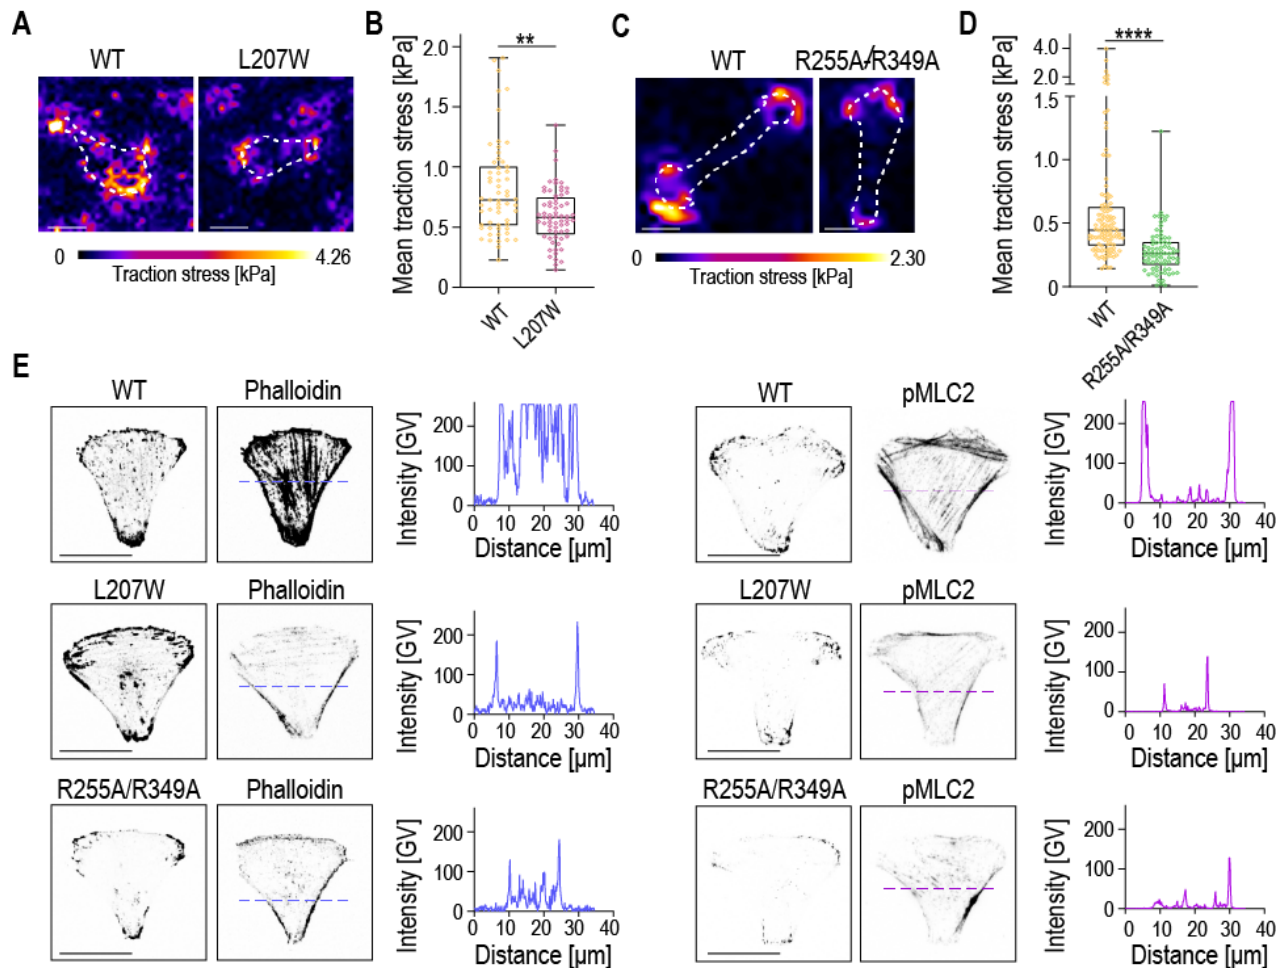 A
WT
L207W
0
4.26
Traction stress [kPa]
B
**
Mean traction stress [kPa]
2.0
1.5
1.0
0.5
0
WT
L207W
C
WT
R255A/R349A
0
2.30
Traction stress [kPa]
D
****
Mean traction stress [kPa]
4.0
2.0
1.5
1.0
0.5
0
WT
R255A/R349A
E
WT
Phalloidin
Intensity [GV]
200
100
0
0 10 20 30 40
Distance [µm]
WT
pMLC2
Intensity [GV]
200
100
0
0 10 20 30 40
Distance [µm]
L207W
Phalloidin
Intensity [GV]
200
100
0
0 10 20 30 40
Distance [µm]
L207W
pMLC2
Intensity [GV]
200
100
0
0 10 20 30 40
Distance [µm]
R255A/R349A
Phalloidin
Intensity [GV]
200
100
0
0 10 20 30 40
Distance [µm]
R255A/R349A
pMLC2
Intensity [GV]
200
100
0
0 10 20 30 40
Distance [µm]